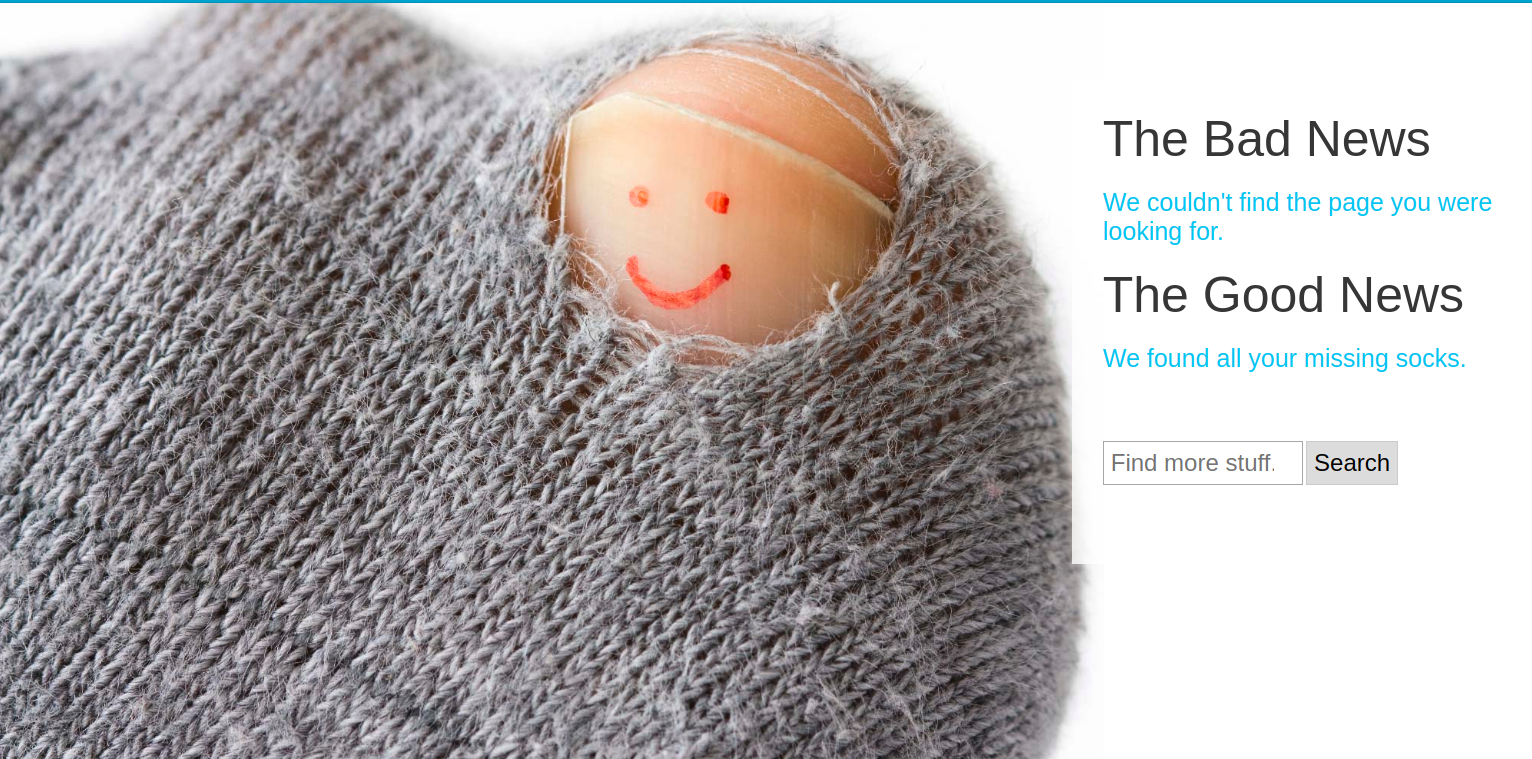 The Bad News
We couldn't find the page you were
looking for.
The Good News
We found all your missing socks.
Find more stuff.
Search